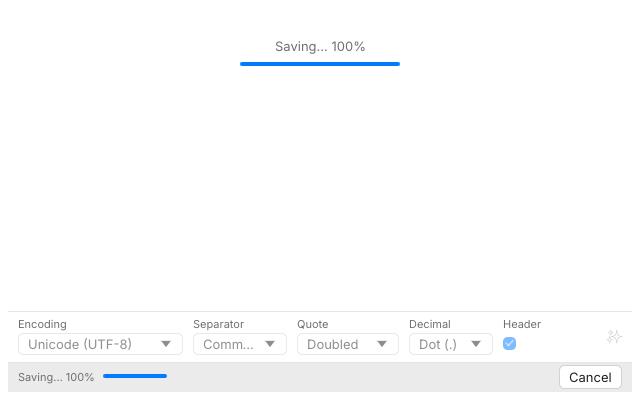 Saving... 100%
Encoding Separator Quote Decimal Header
Unicode (UTF-8) Comm... Doubled Dot (.)
Saving... 100% Cancel